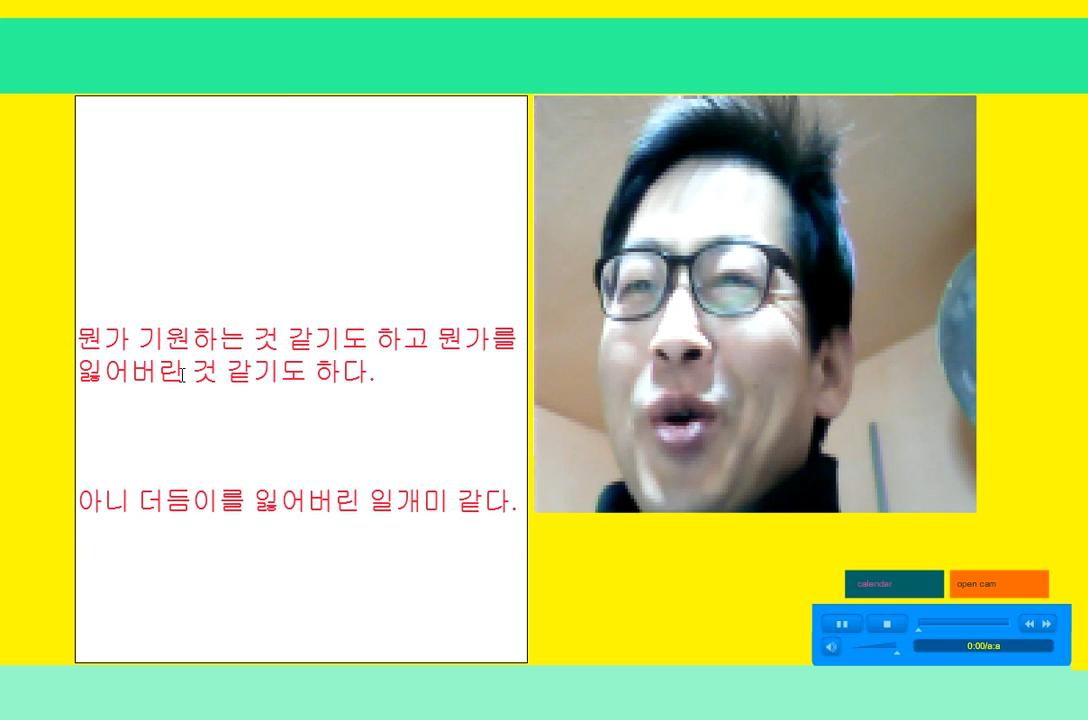 뭔가 기원하는 것 같기도 하고 뭔가를
잃어버린 것 같기도 하다.
아니 더듬이를 잃어버린 일개미 같다.
calendar
open cam
0:00/a:a